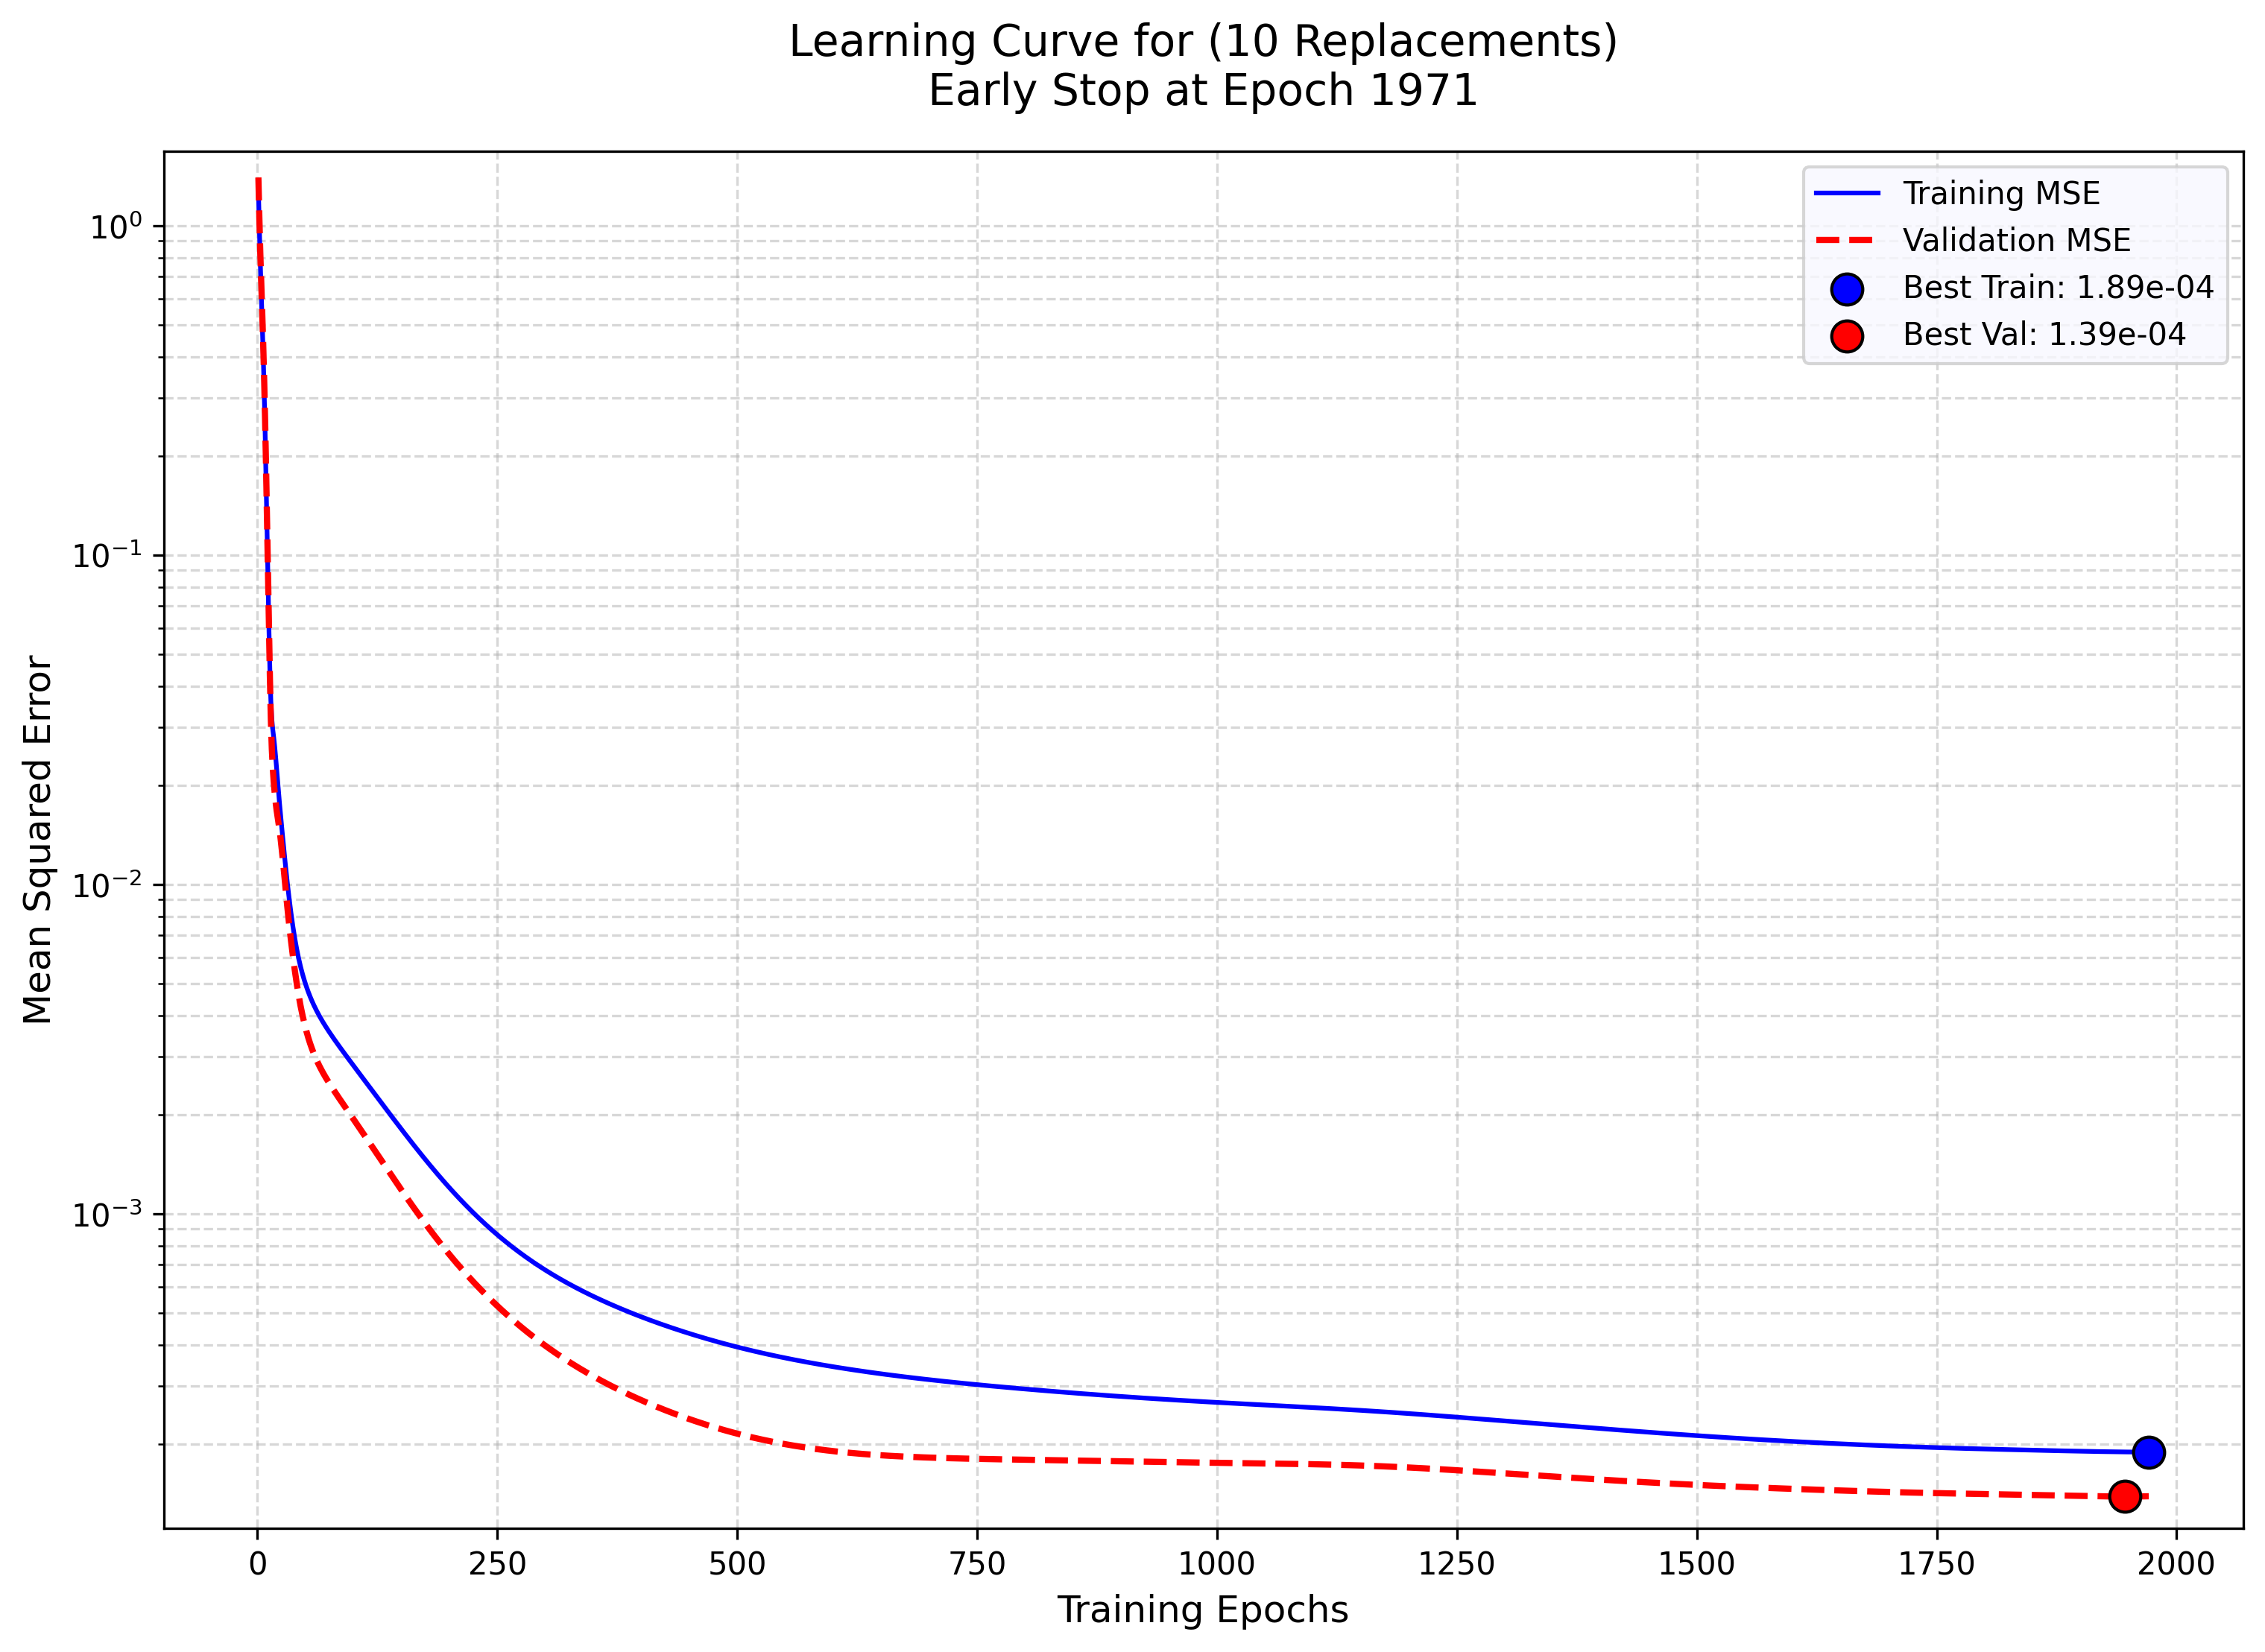 Learning Curve for (10 Replacements)
Early Stop at Epoch 1971
Training MSE
Validation MSE
Best Train: 1.89e-04
Best Val: 1.39e-04
Mean Squared Error
10⁰
10⁻¹
10⁻²
10⁻³
0 250 500 750 1000 1250 1500 1750 2000
Training Epochs